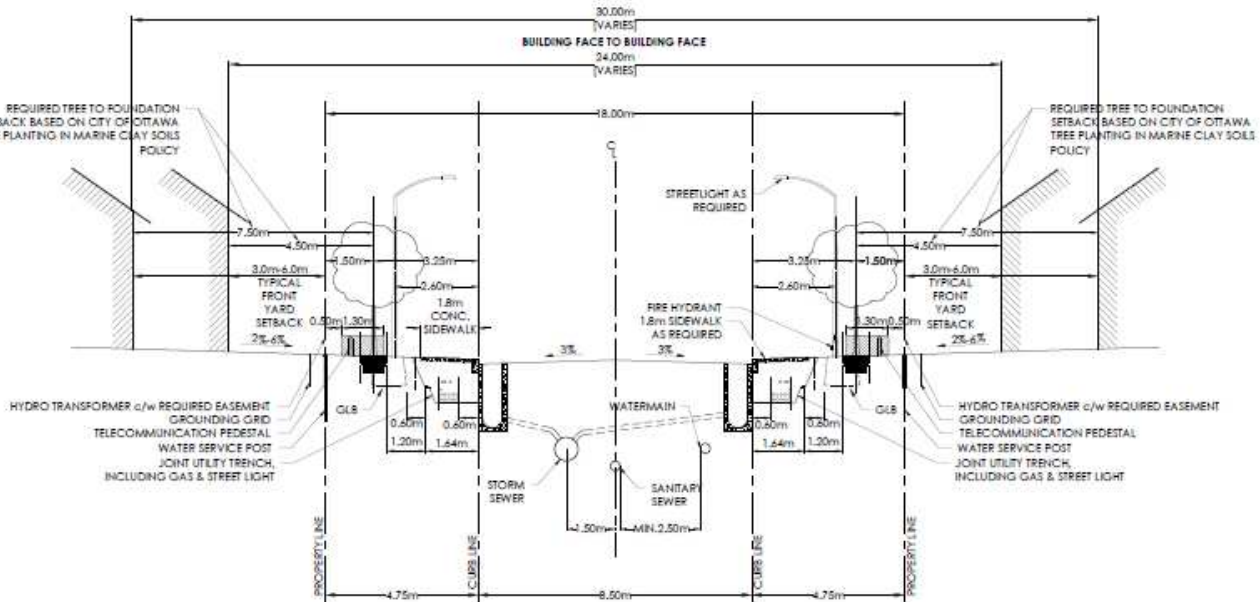 30.00m
[VARIES]
BUILDING FACE TO BUILDING FACE
24.00m
[VARIES]
REQUIRED TREE TO FOUNDATION
BACK BASED ON CITY OF OTTAWA
PLANTING IN MARINE CLAY SOILS
POLICY
18.00m
REQUIRED TREE TO FOUNDATION
SETBACK BASED ON CITY OF OTTAWA
TREE PLANTING IN MARINE CLAY SOILS
POLICY
STREETLIGHT AS
REQUIRED
7.50m
4.50m
1.50m
3.25m
2.60m
3.0m-6.0m
TYPICAL
FRONT
YARD
SETBACK
0.50m
1.30m
1.8m
CONC.
SIDEWALK
2%-6%
3%
3%
FIRE HYDRANT
1.8m SIDEWALK
AS REQUIRED
7.50m
4.50m
3.25m
1.50m
2.60m
3.0m-6.0m
TYPICAL
FRONT
YARD
SETBACK
1.30m
0.50m
2%-6%
HYDRO TRANSFORMER c/w REQUIRED EASEMENT
GROUNDING GRID
TELECOMMUNICATION PEDESTAL
WATER SERVICE POST
JOINT UTILITY TRENCH,
INCLUDING GAS & STREET LIGHT
GLB
0.60m
0.60m
1.20m
1.64m
STORM
SEWER
SANITARY
SEWER
WATERMAIN
1.50m
MIN.2.50m
0.60m
0.60m
1.64m
1.20m
GLB
HYDRO TRANSFORMER c/w REQUIRED EASEMENT
GROUNDING GRID
TELECOMMUNICATION PEDESTAL
WATER SERVICE POST
JOINT UTILITY TRENCH,
INCLUDING GAS & STREET LIGHT
PROPERTY LINE
CURB LINE
CURB LINE
PROPERTY LINE
4.75m
8.50m
4.75m